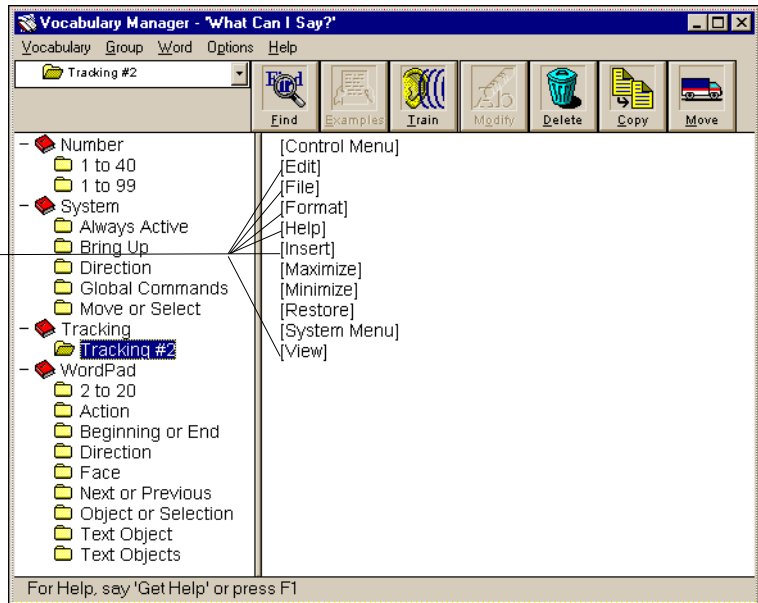 Vocabulary Manager - 'What Can I Say?'
Vocabulary Group Word Options Help
Tracking #2
Find
Find Examples Train Modify Delete Copy Move
Number
1 to 40
1 to 99
System
Always Active
Bring Up
Direction
Global Commands
Move or Select
Tracking
Tracking #2
WordPad
2 to 20
Action
Beginning or End
Direction
Face
Next or Previous
Object or Selection
Text Object
Text Objects
[Control Menu]
[Edit]
[File]
[Format]
[Help]
[Insert]
[Maximize]
[Minimize]
[Restore]
[System Menu]
[View]
For Help, say 'Get Help' or press F1